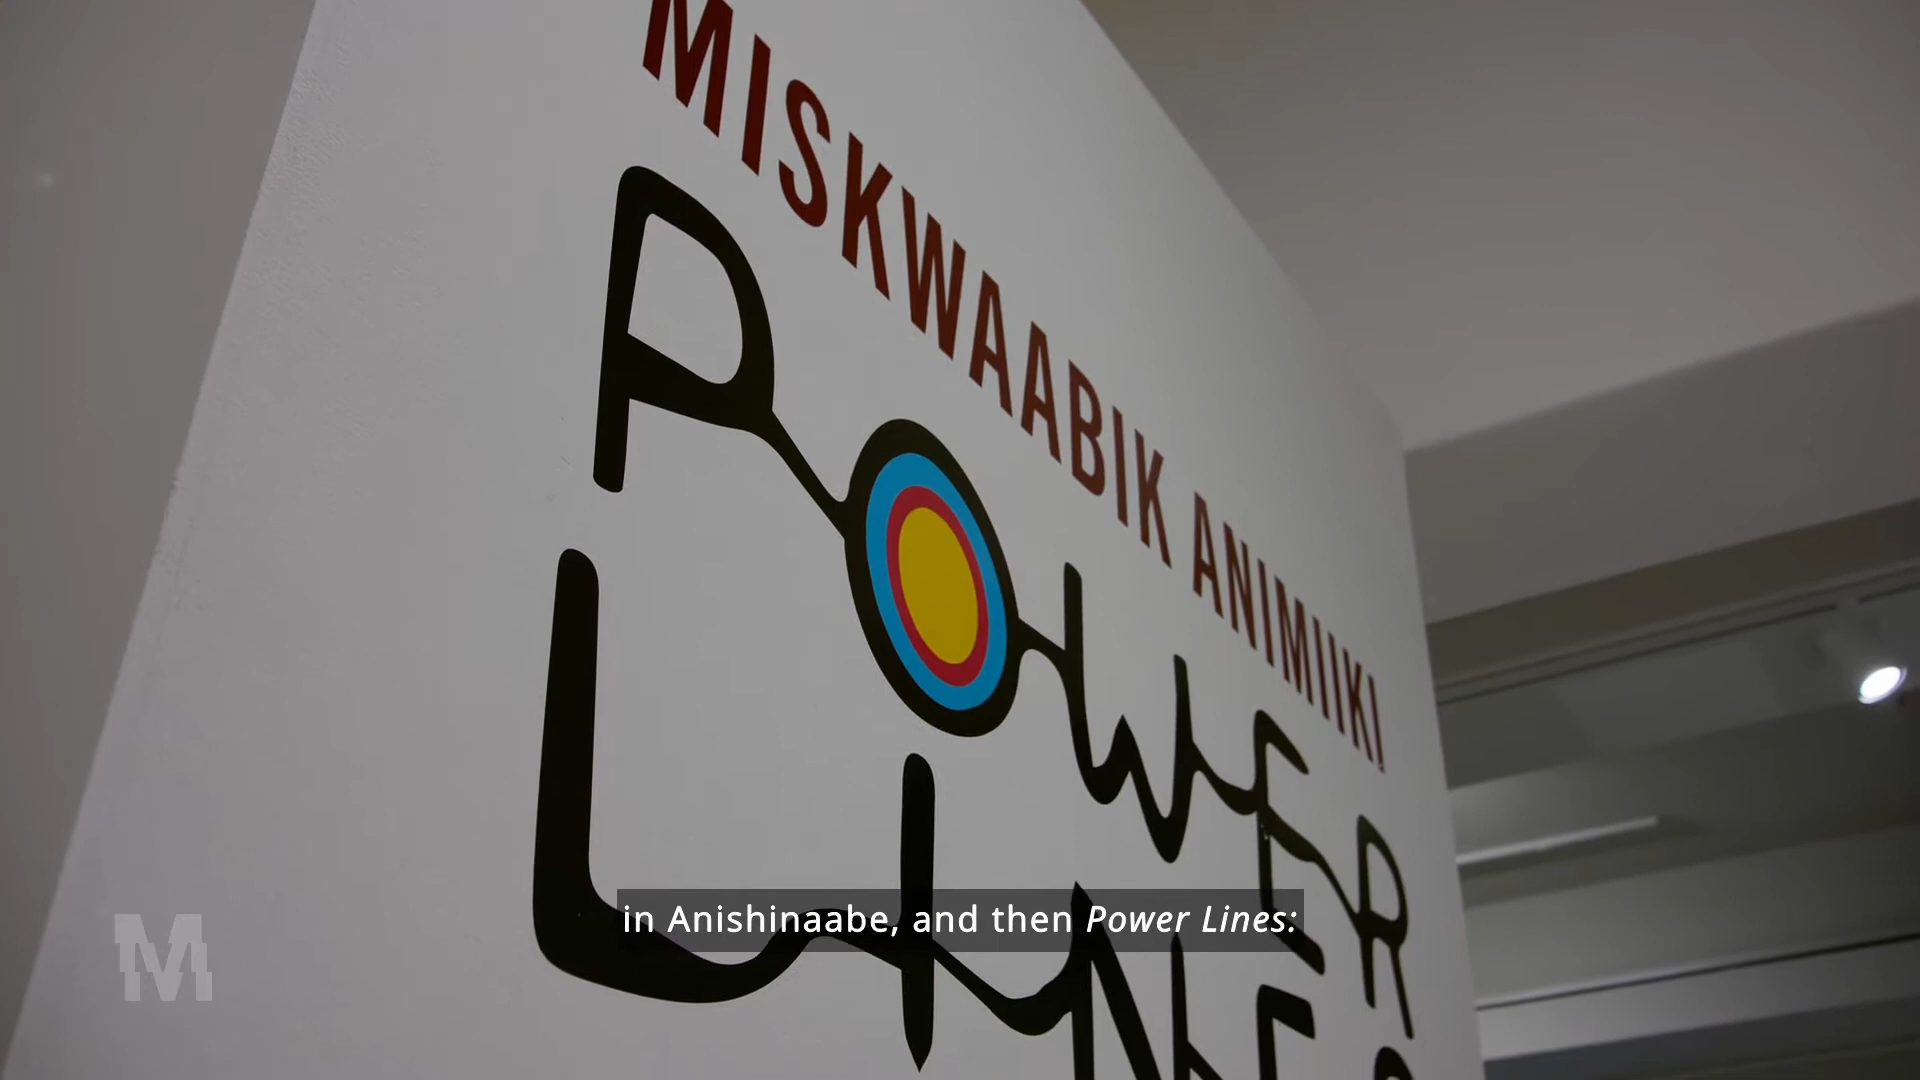 MISKWAABIK ANIMIIKI
POWER
LINES
in Anishinaabe, and then Power Lines:
M